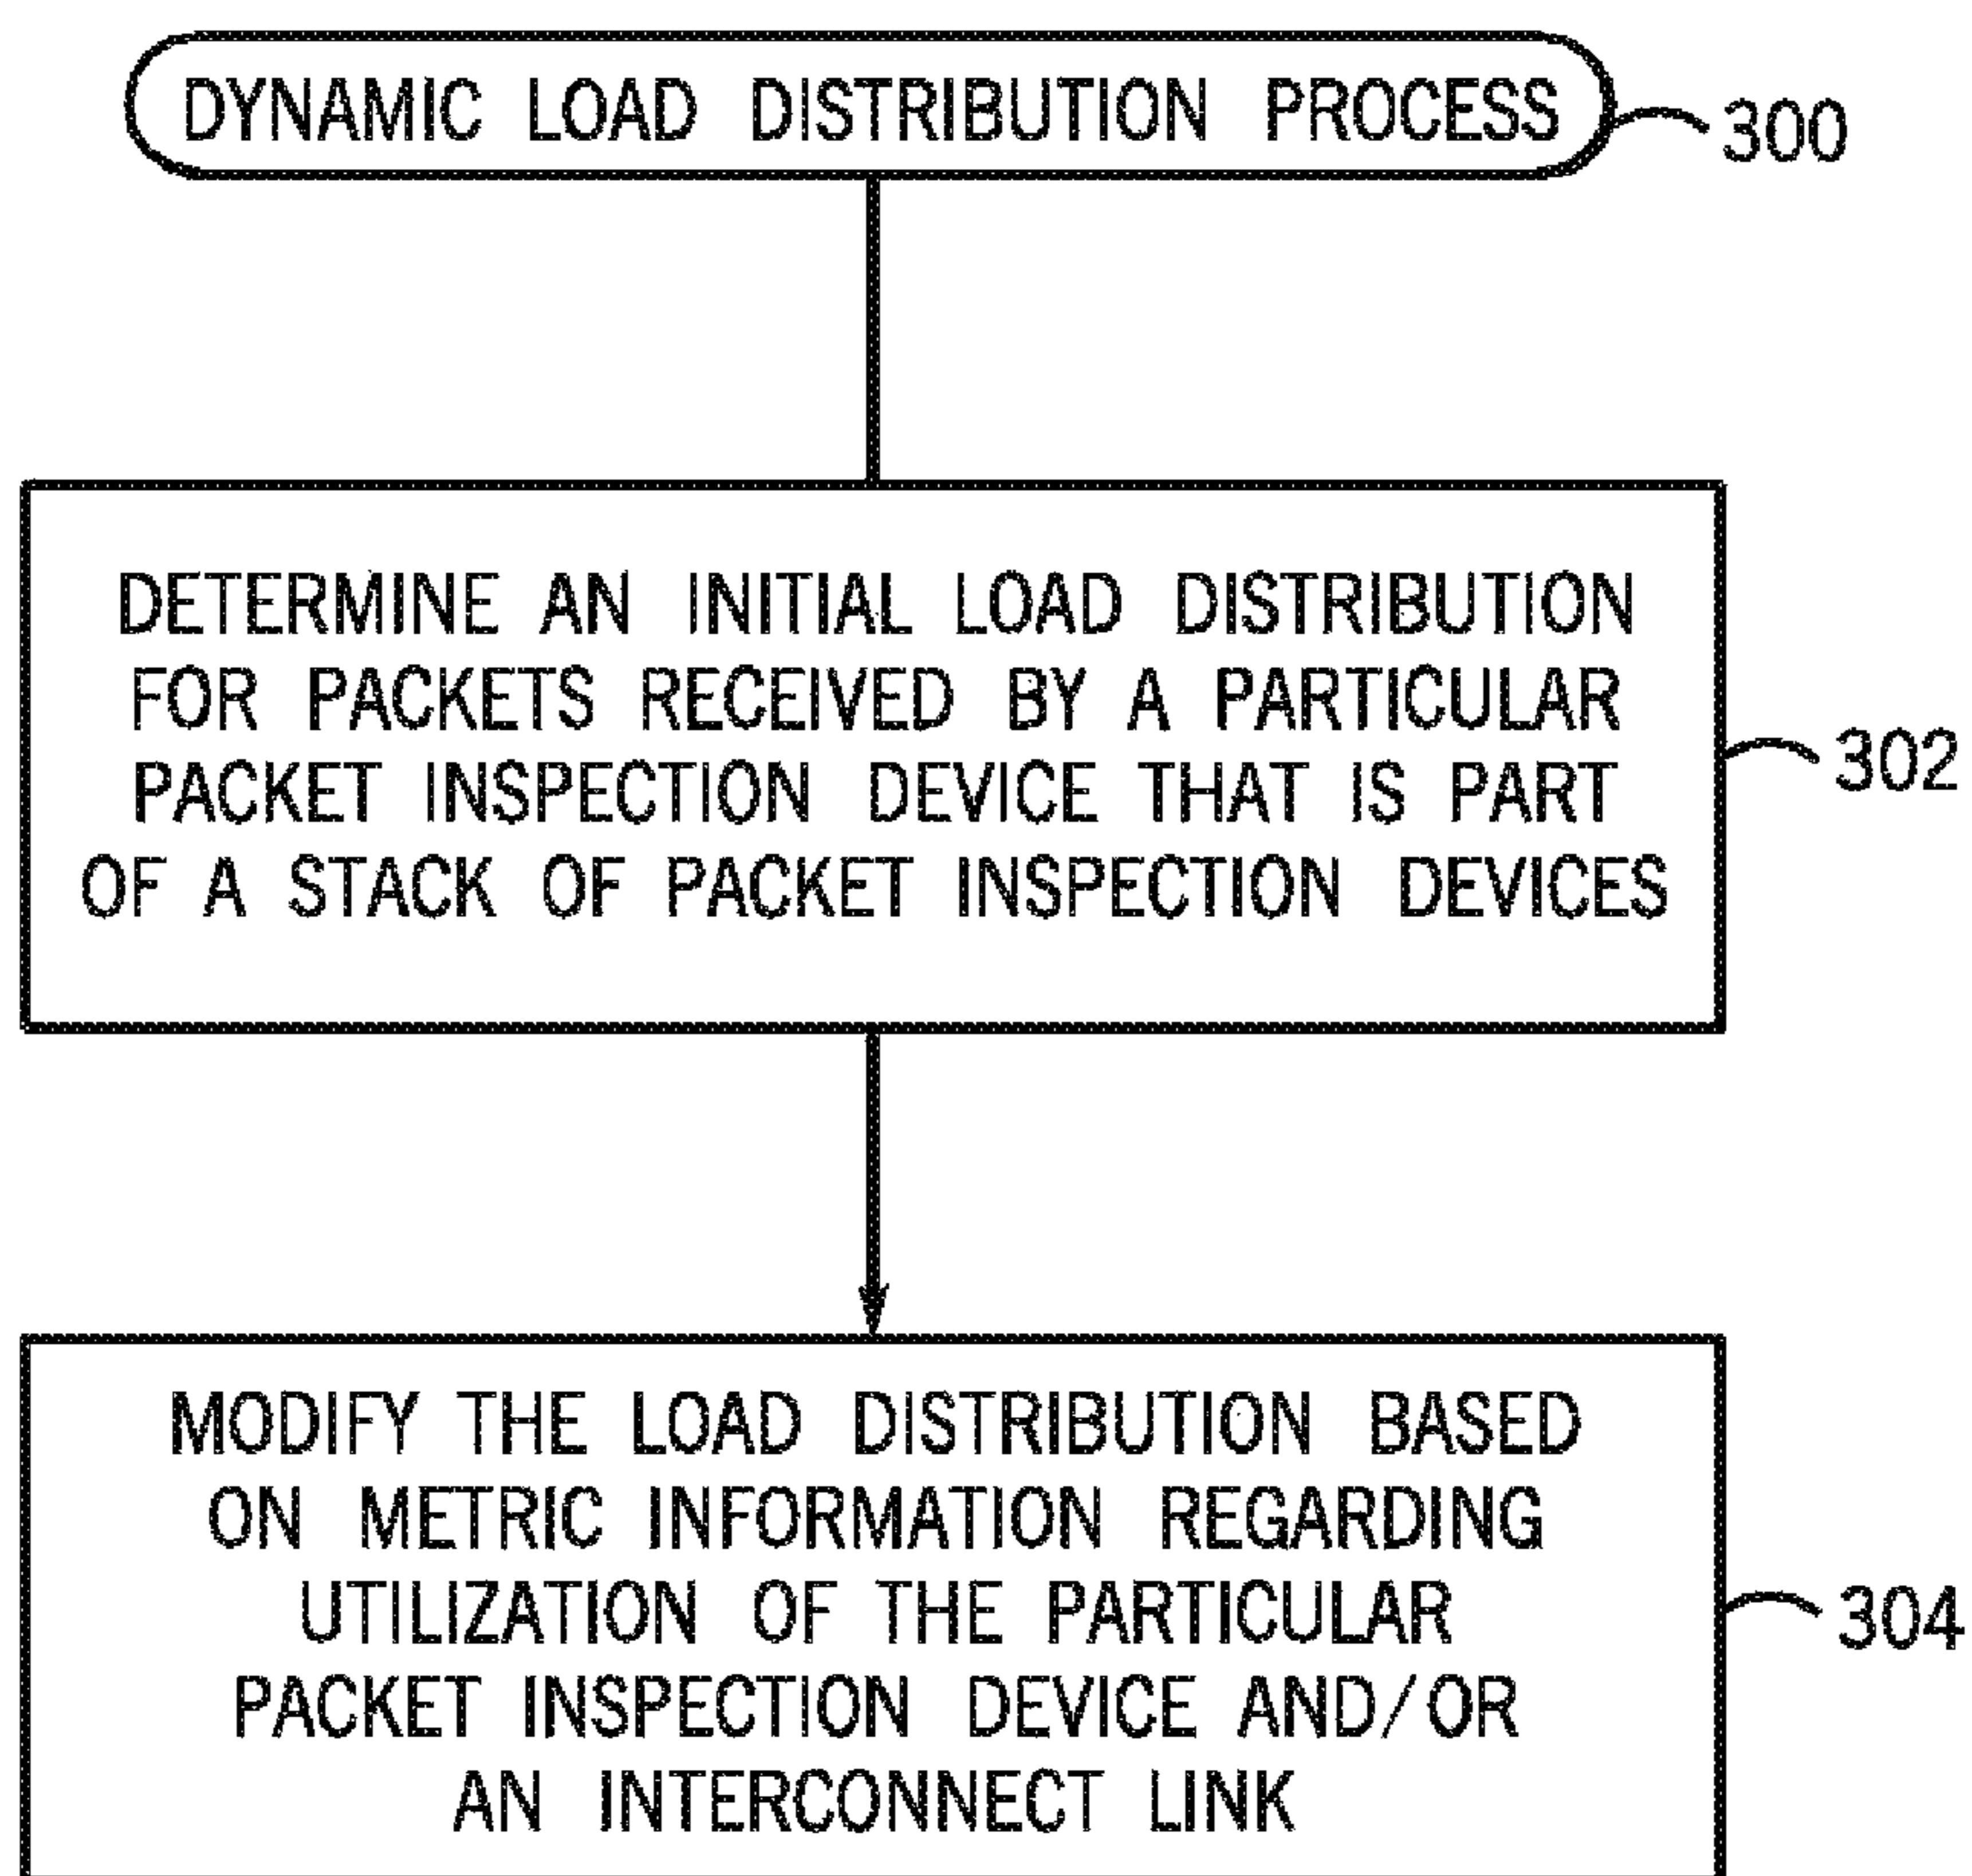 DYNAMIC LOAD DISTRIBUTION PROCESS
300
DETERMINE AN INITIAL LOAD DISTRIBUTION
FOR PACKETS RECEIVED BY A PARTICULAR
PACKET INSPECTION DEVICE THAT IS PART
OF A STACK OF PACKET INSPECTION DEVICES
302
MODIFY THE LOAD DISTRIBUTION BASED
ON METRIC INFORMATION REGARDING
UTILIZATION OF THE PARTICULAR
PACKET INSPECTION DEVICE AND/OR
AN INTERCONNECT LINK
304